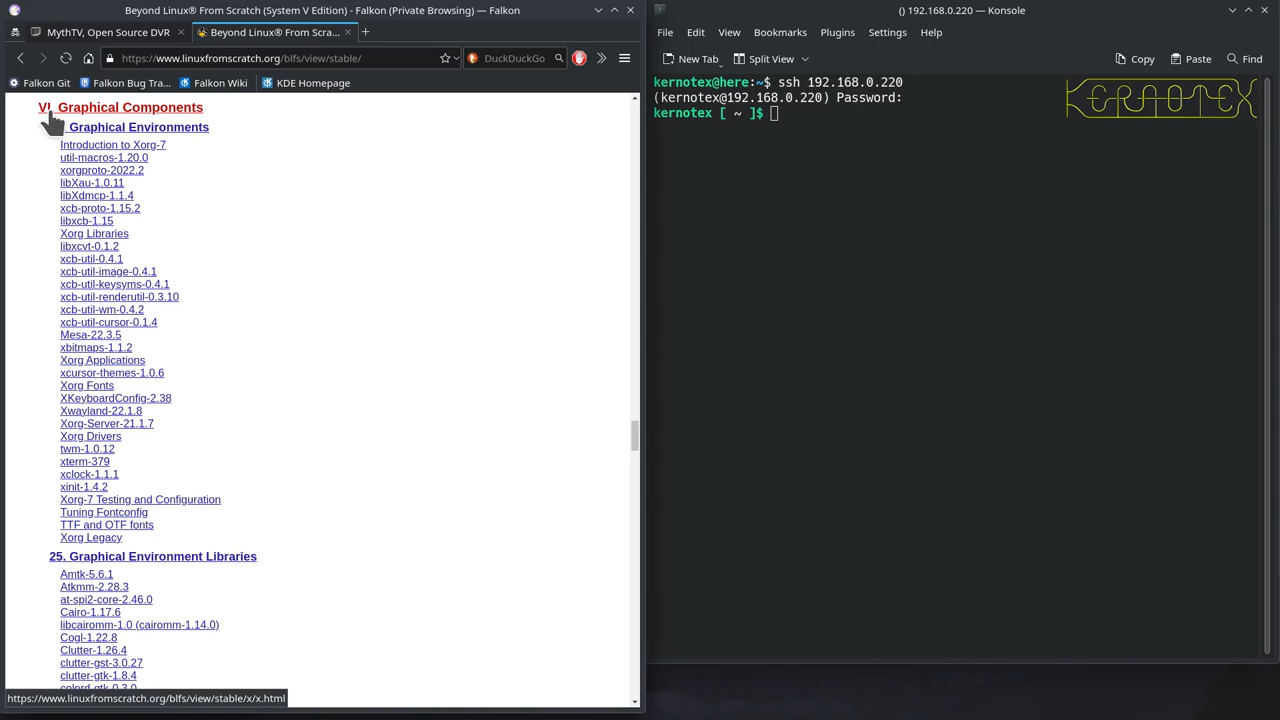 Beyond Linux® From Scratch (System V Edition) - Falkon (Private Browsing) — Falkon
MythTV, Open Source DVR
Beyond Linux® From Scra...
https://www.linuxfromscratch.org/blfs/view/stable/
DuckDuckGo
Falkon Git
Falkon Bug Tra...
Falkon Wiki
KDE Homepage
VI. Graphical Components
Graphical Environments
Introduction to Xorg-7
util-macros-1.20.0
xorgproto-2022.2
libXau-1.0.11
libXdmcp-1.1.4
xcb-proto-1.15.2
libxcb-1.15
Xorg Libraries
libxcvt-0.1.2
xcb-util-0.4.1
xcb-util-image-0.4.1
xcb-util-keysyms-0.4.1
xcb-util-renderutil-0.3.10
xcb-util-wm-0.4.2
xcb-util-cursor-0.1.4
Mesa-22.3.5
xbitmaps-1.1.2
Xorg Applications
xcursor-themes-1.0.6
Xorg Fonts
XKeyboardConfig-2.38
Xwayland-22.1.8
Xorg-Server-21.1.7
Xorg Drivers
twm-1.0.12
xterm-379
xclock-1.1.1
xinit-1.4.2
Xorg-7 Testing and Configuration
Tuning Fontconfig
TTF and OTF fonts
Xorg Legacy
25. Graphical Environment Libraries
Amtk-5.6.1
Atkmm-2.28.3
at-spi2-core-2.46.0
Cairo-1.17.6
libcairomm-1.0 (cairomm-1.14.0)
Cogl-1.22.8
Clutter-1.26.4
clutter-gst-3.0.27
clutter-gtk-1.8.4
colord-gtk-0.3.0
https://www.linuxfromscratch.org/blfs/view/stable/x/x.html
() 192.168.0.220 — Konsole
File Edit View Bookmarks Plugins Settings Help
New Tab Split View Copy Paste Find
kernotex@here:~$ ssh 192.168.0.220
(kernotex@192.168.0.220) Password:
kernotex [ ~ ]$
KERNOTEX